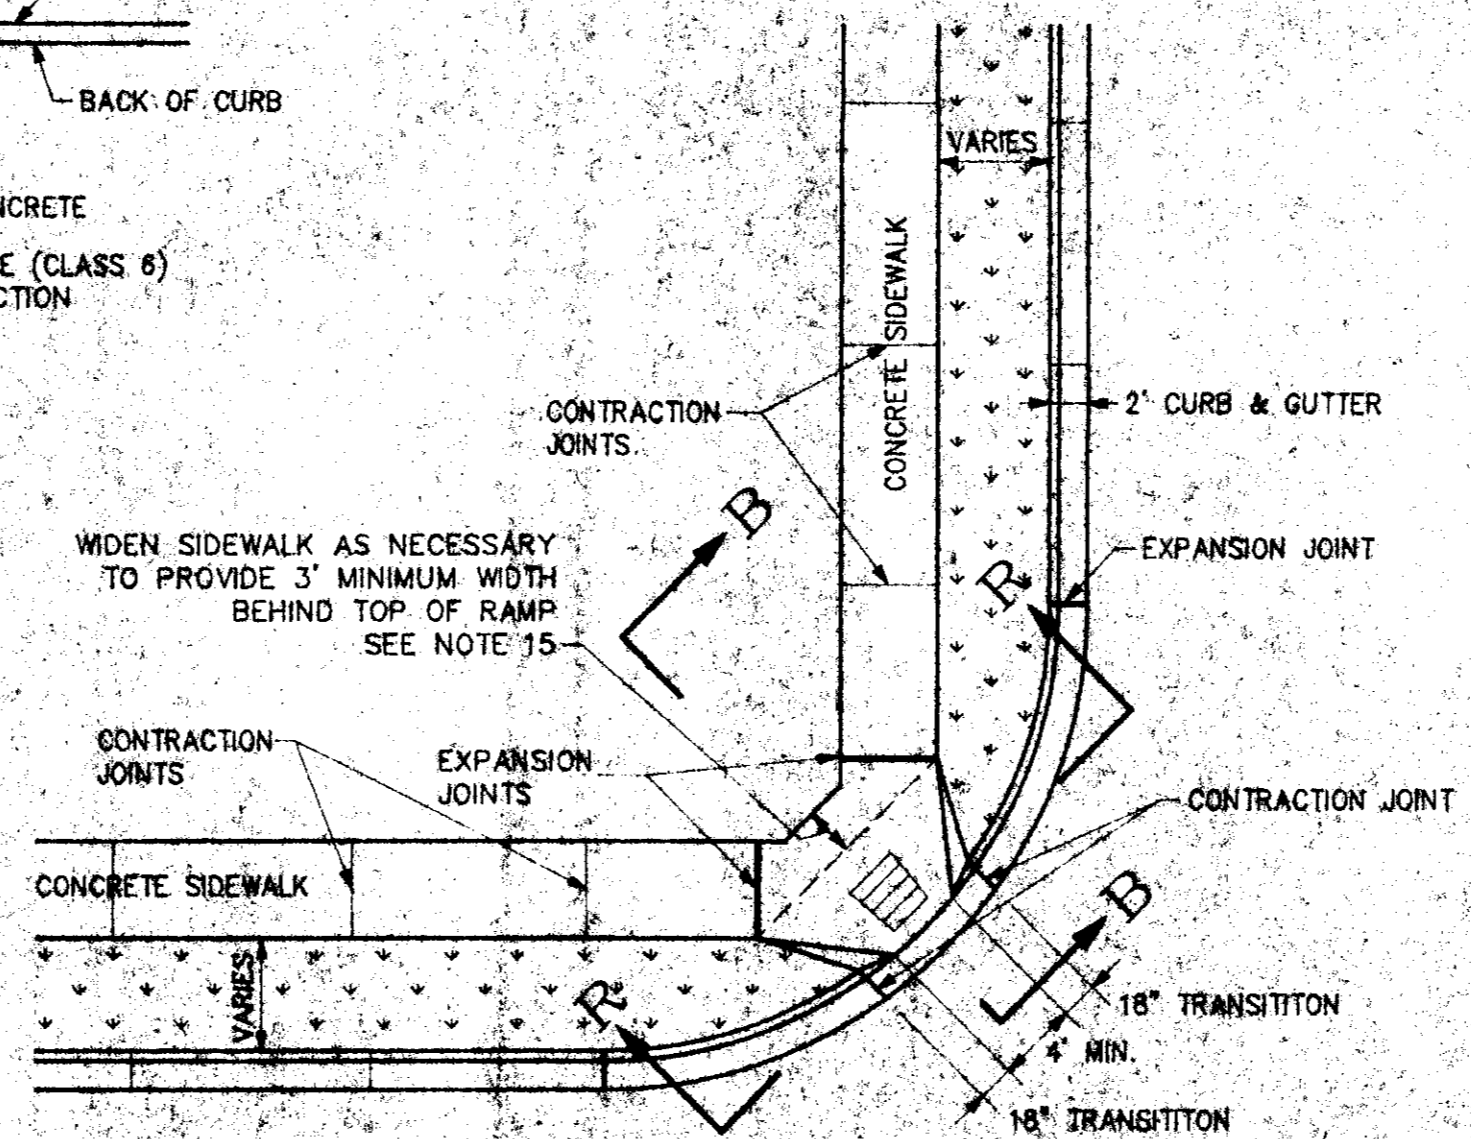 BACK OF CURB
NCRETE
E (CLASS 6)
CTION
VARIES
CONCRETE SIDEWALK
CONTRACTION
JOINTS.
2' CURB & GUTTER
B
WIDEN SIDEWALK AS NECESSARY
TO PROVIDE 3' MINIMUM WIDTH
BEHIND TOP OF RAMP
SEE NOTE 15
EXPANSION JOINT
R
CONTRACTION
JOINTS
EXPANSION
JOINTS
CONTRACTION JOINT
CONCRETE SIDEWALK
B
VARIES
R
18" TRANSITITON
4' MIN.
18" TRANSITITON